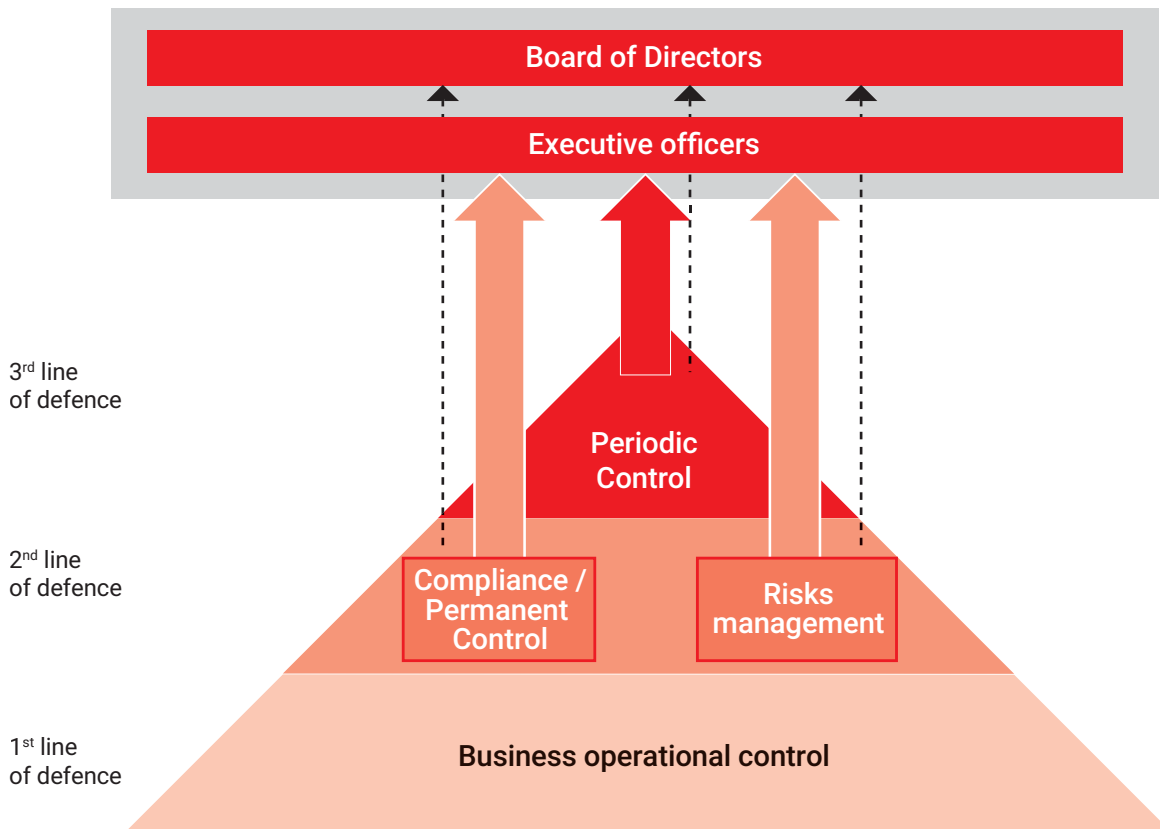 Board of Directors
Executive officers
3rd line
of defence
Periodic
Control
2nd line
of defence
Compliance /
Permanent
Control
Risks
management
1st line
of defence
Business operational control